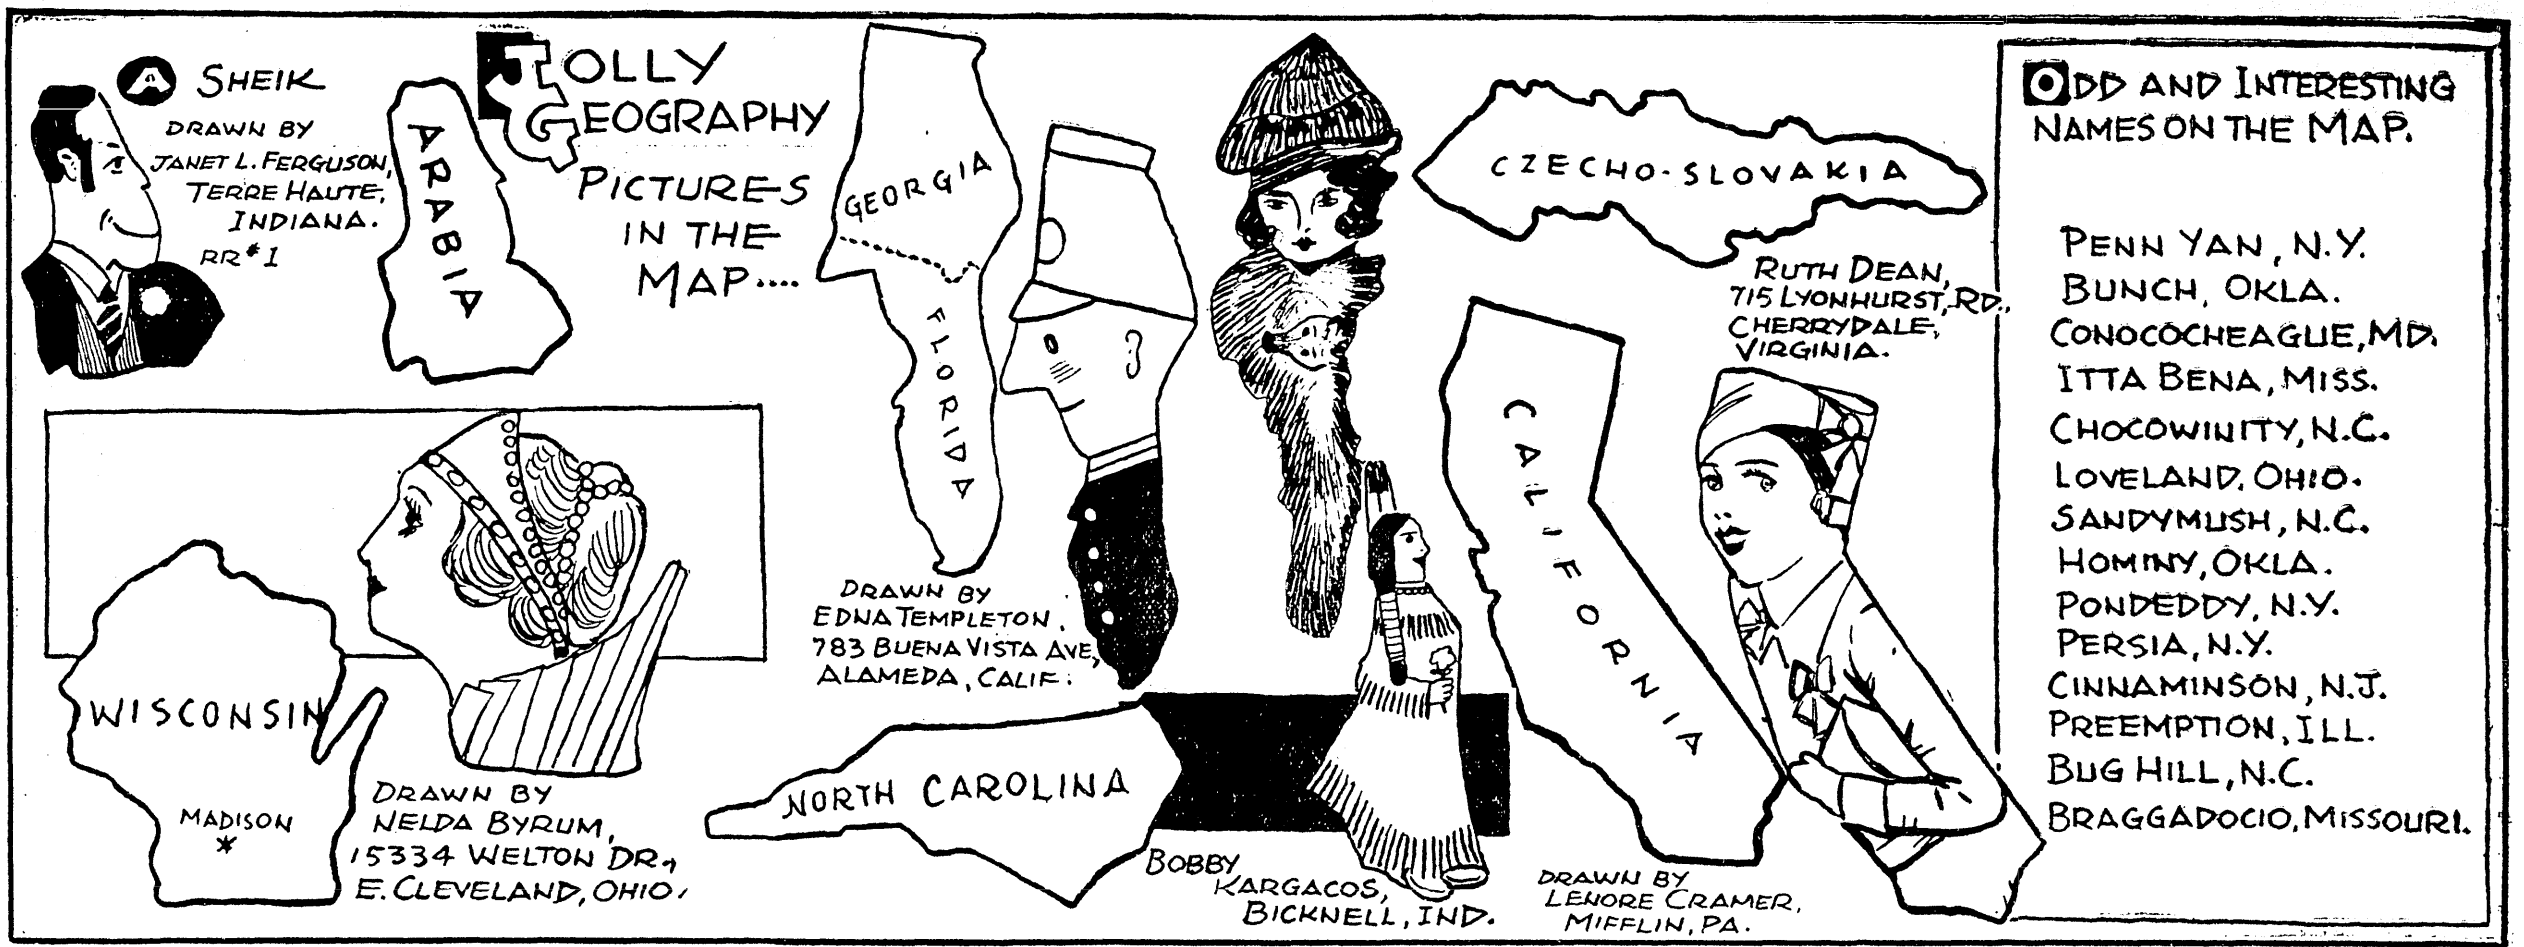 A SHEIK
DRAWN BY
JANET L. FERGUSON,
TERRE HAUTE,
INDIANA.
RR#1
ARABIA
JOLLY
GEOGRAPHY
PICTURES
IN THE
MAP....
GEORGIA
FLORIDA
DRAWN BY
EDNA TEMPLETON.
783 BUENA VISTA AVE,
ALAMEDA, CALIF.
CZECHO-SLOVAKIA
RUTH DEAN,
715 LYONHURST, RD.,
CHERRYDALE,
VIRGINIA.
WISCONSIN
MADISON
*
DRAWN BY
NELDA BYRUM,
15334 WELTON DR.,
E. CLEVELAND, OHIO.
NORTH CAROLINA
BOBBY
KARGACOS,
BICKNELL, IND.
CALIFORNIA
DRAWN BY
LENORE CRAMER,
MIFFLIN, PA.
ODD AND INTERESTING
NAMES ON THE MAP.
PENN YAN, N.Y.
BUNCH, OKLA.
CONOCOCHEAGUE, MD.
ITTA BENA, MISS.
CHOCOWINITY, N.C.
LOVELAND, OHIO.
SANDYMUSH, N.C.
HOMINY, OKLA.
PONDEDDY, N.Y.
PERSIA, N.Y.
CINNAMINSON, N.J.
PREEMPTION, ILL.
BUG HILL, N.C.
BRAGGADOCIO, MISSOURI.